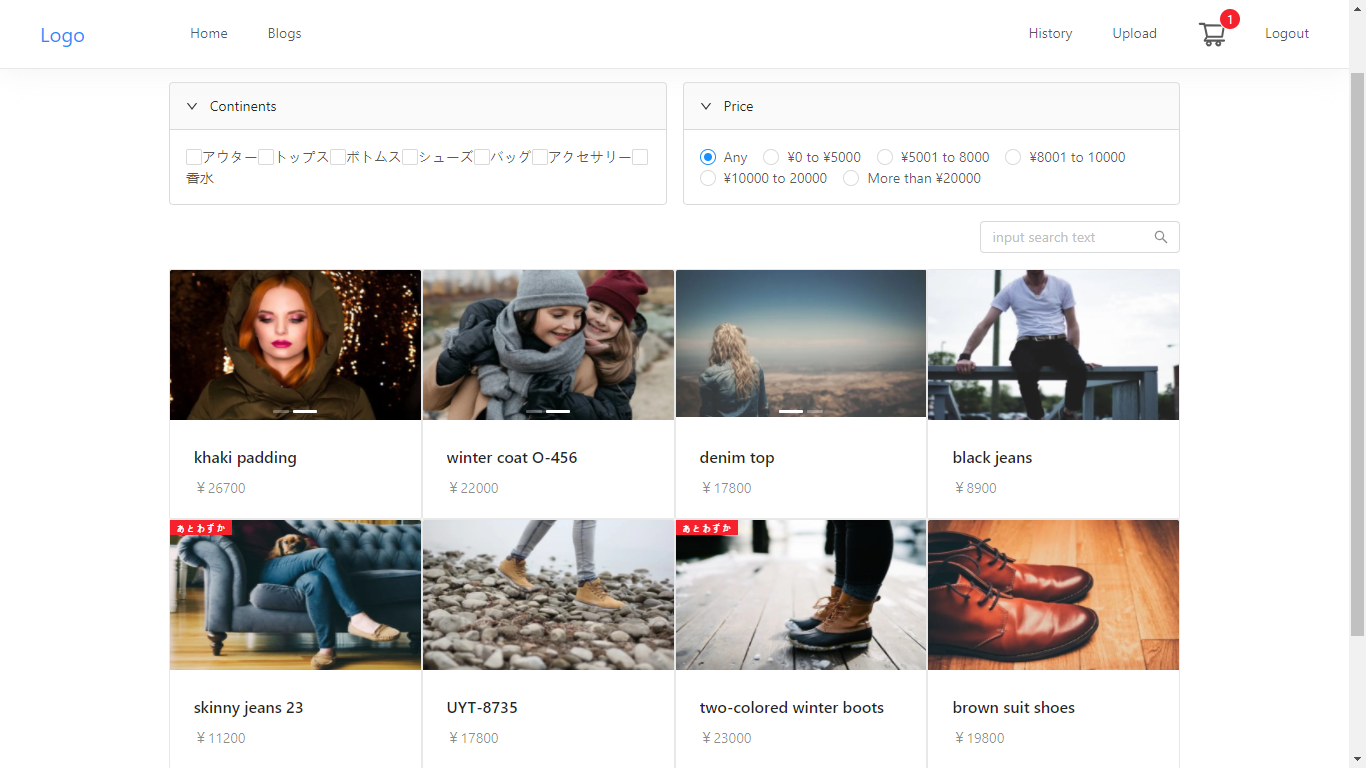 Logo Home Blogs History Upload 1 Logout
Continents
アウター トップス ボトムス シューズ バッグ アクセサリー
香水
Price
Any ¥0 to ¥5000 ¥5001 to 8000 ¥8001 to 10000
¥10000 to 20000 More than ¥20000
input search text
khaki padding
￥26700
winter coat O-456
￥22000
denim top
￥17800
black jeans
￥8900
あとわずか
skinny jeans 23
￥11200
UYT-8735
￥17800
あとわずか
two-colored winter boots
￥23000
brown suit shoes
￥19800